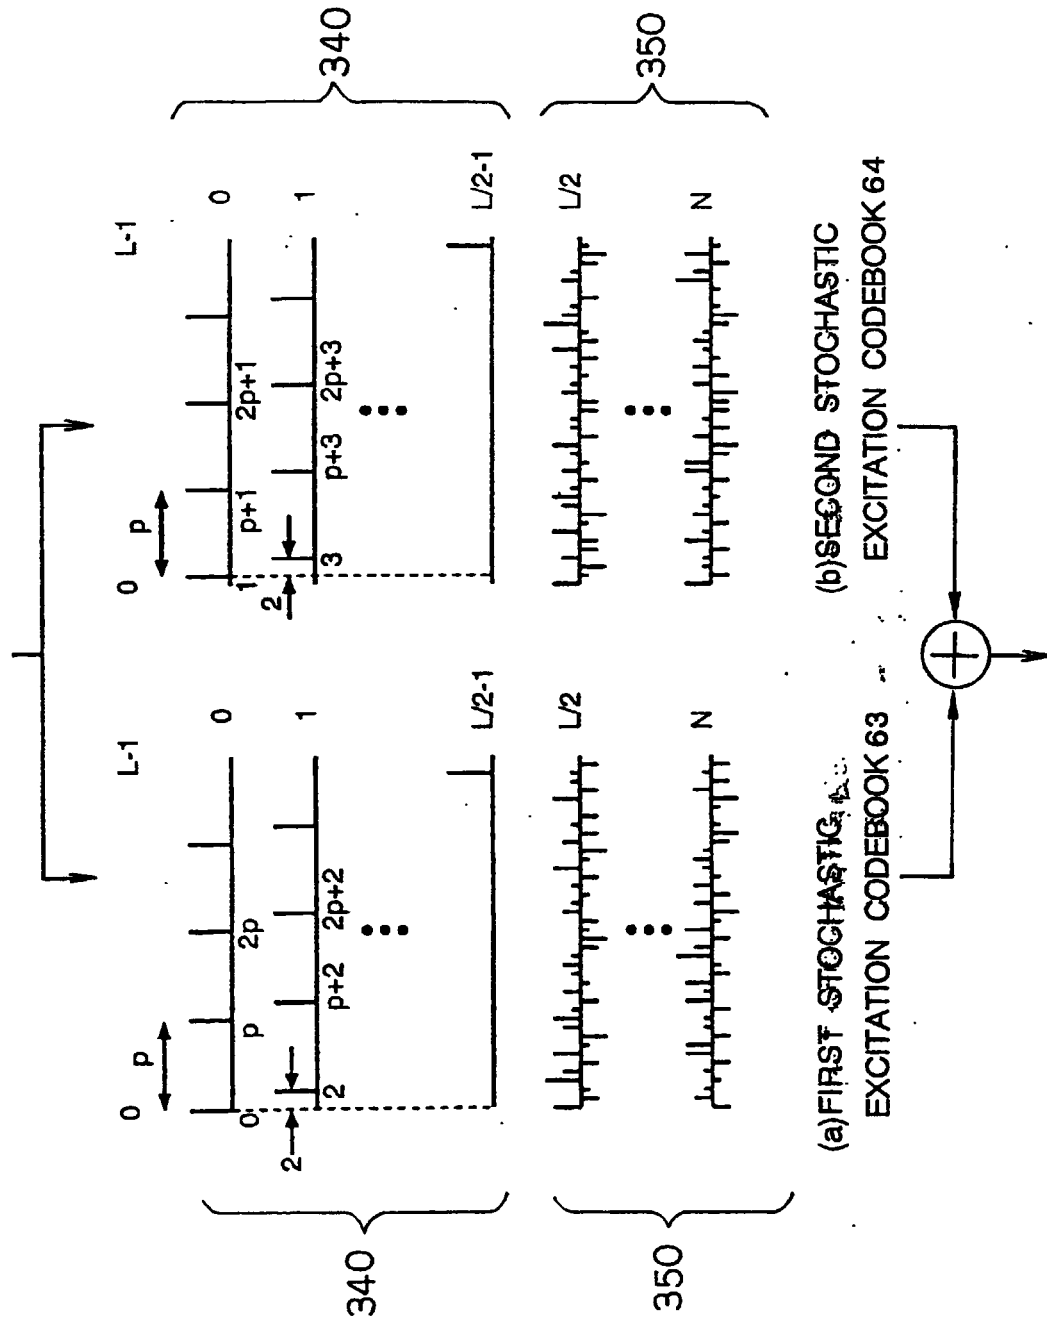 0 L-1
p
0
0 p 2p
2
1
2 p+2 2p+2
•••
L/2-1
340
L/2
•••
N
350
(a)FIRST STOCHASTIC
EXCITATION CODEBOOK 63
0 L-1
p
0
1 p+1 2p+1
2
1
3 p+3 2p+3
•••
L/2-1
340
L/2
•••
N
350
(b)SECOND STOCHASTIC
EXCITATION CODEBOOK 64
+